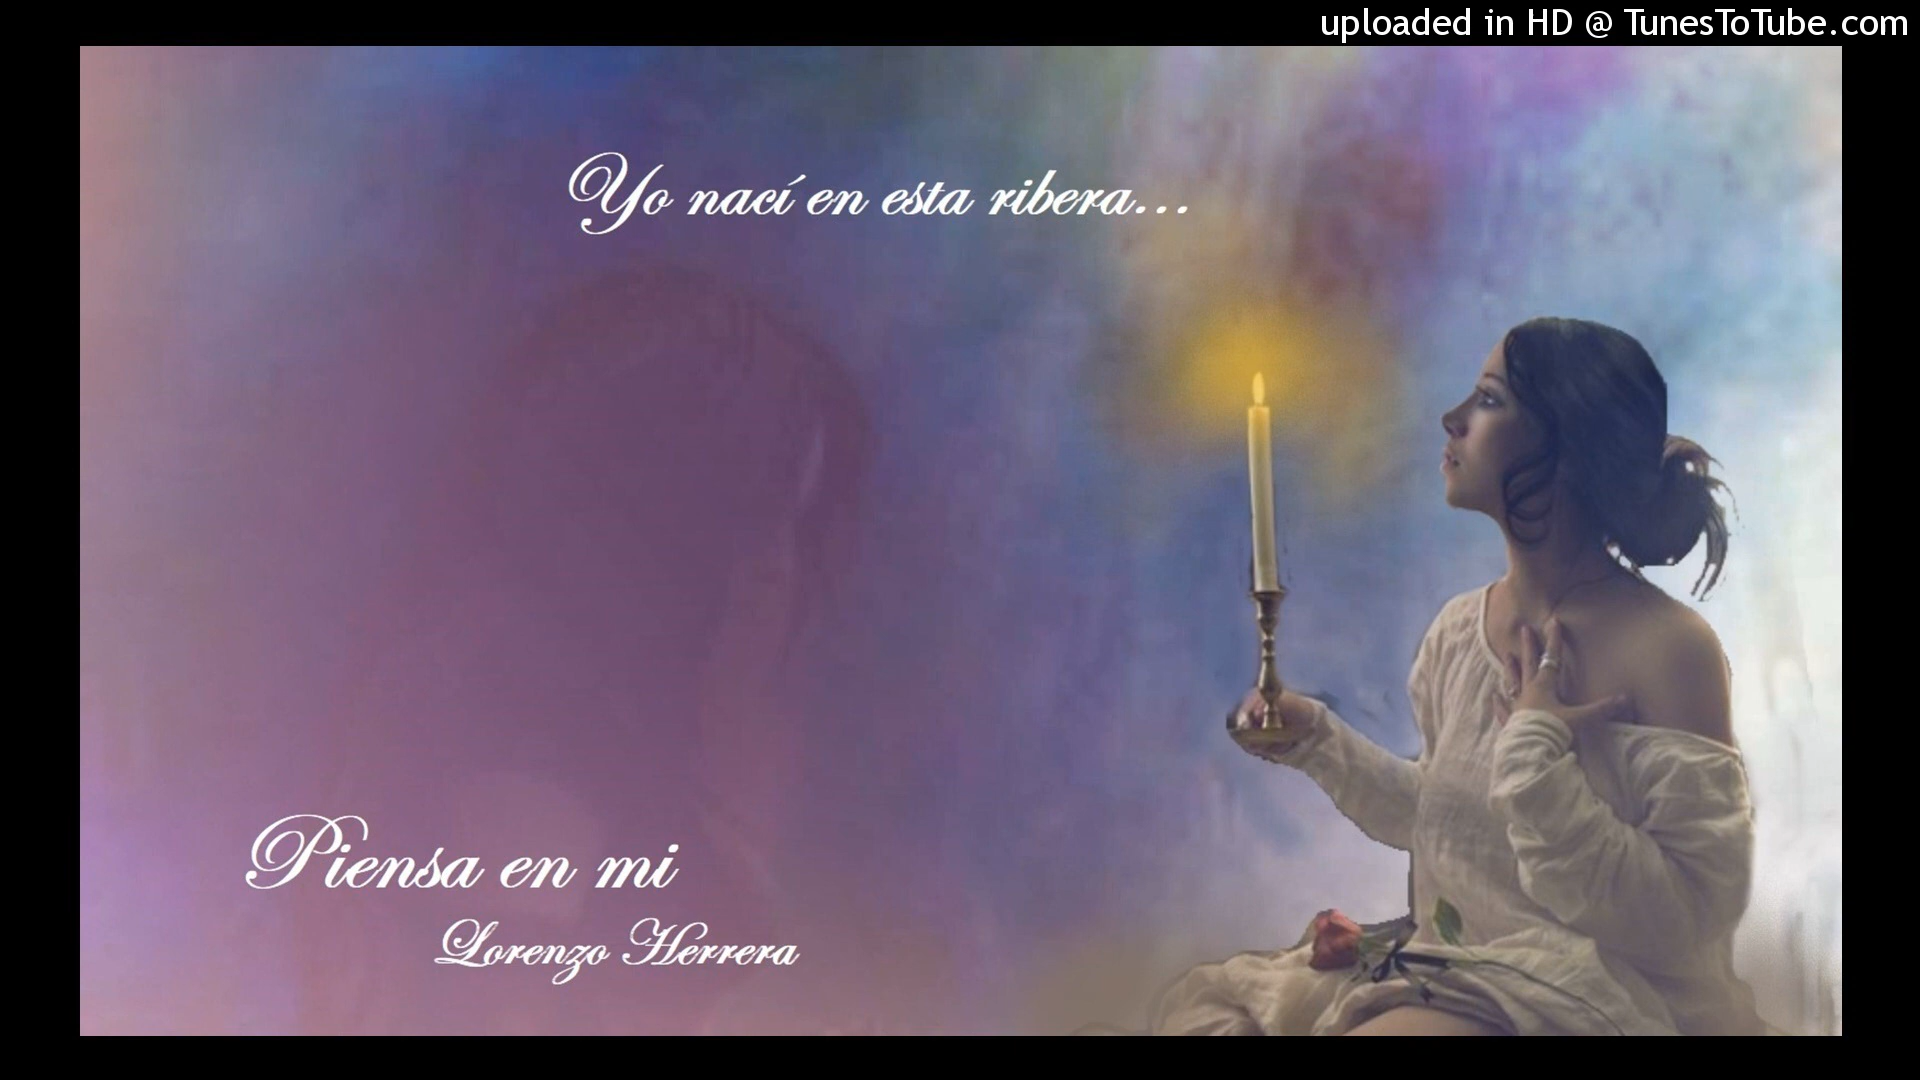 uploaded in HD @ TunesToTube.com
Yo nací en esta ribera...
Piensa en mi
Lorenzo Herrera